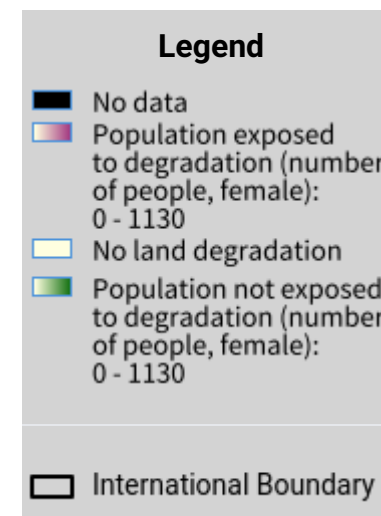 Legend
No data
Population exposed
to degradation (number
of people, female):
0 - 1130
No land degradation
Population not exposed
to degradation (number
of people, female):
0 - 1130
International Boundary